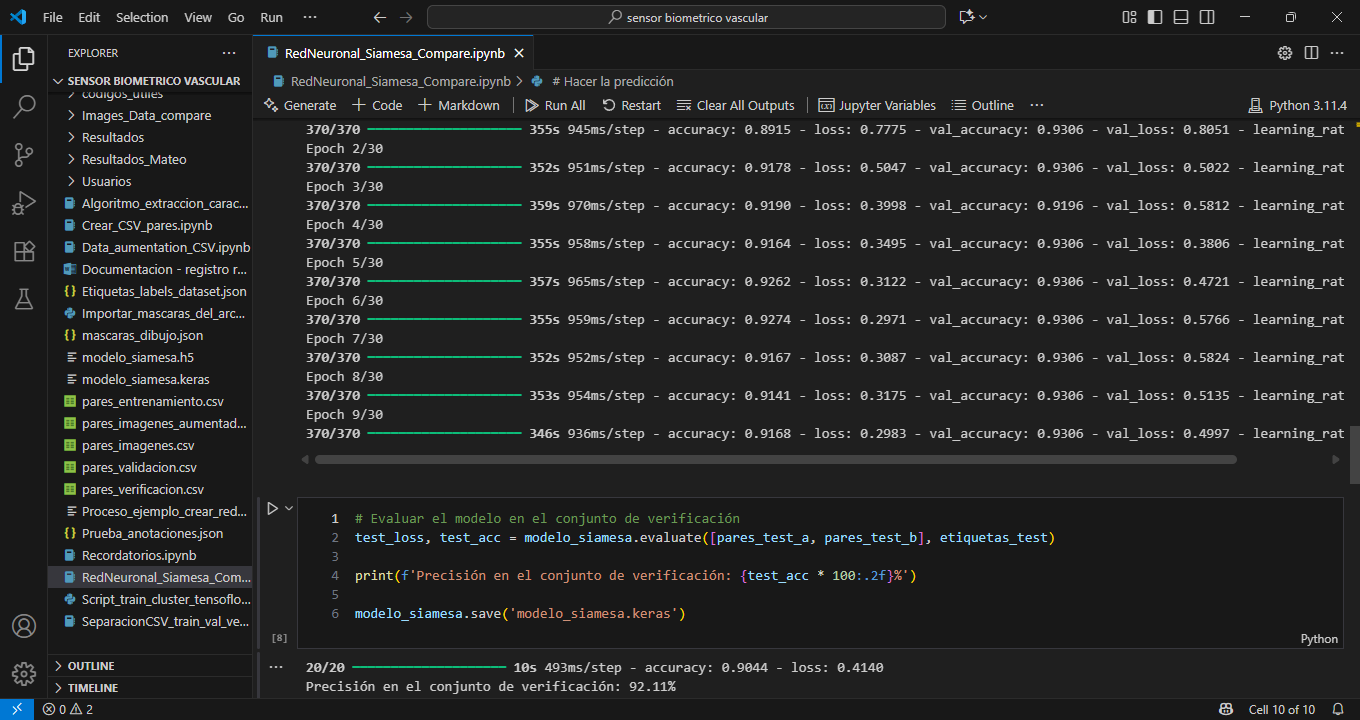 File Edit Selection View Go Run ··· sensor biometrico vascular
EXPLORER ···
SENSOR BIOMETRICO VASCULAR
codigos_utiles
Images_Data_compare
Resultados
Resultados_Mateo
Usuarios
Algoritmo_extraccion_carac...
Crear_CSV_pares.ipynb
Data_aumentation_CSV.ipynb
Documentacion - registro r...
Etiquetas_labels_dataset.json
Importar_mascaras_del_arc...
mascaras_dibujo.json
modelo_siamesa.h5
modelo_siamesa.keras
pares_entrenamiento.csv
pares_imagenes_aumentad...
pares_imagenes.csv
pares_validacion.csv
pares_verificacion.csv
Proceso_ejemplo_crear_red...
Prueba_anotaciones.json
Recordatorios.ipynb
RedNeuronal_Siamesa_Com...
Script_train_cluster_tensoflo...
SeparacionCSV_train_val_ve...
OUTLINE
TIMELINE
RedNeuronal_Siamesa_Compare.ipynb
RedNeuronal_Siamesa_Compare.ipynb > # Hacer la predicción
Generate + Code + Markdown Run All Restart Clear All Outputs Jupyter Variables Outline ··· Python 3.11.4
370/370 355s 945ms/step - accuracy: 0.8915 - loss: 0.7775 - val_accuracy: 0.9306 - val_loss: 0.8051 - learning_rat
Epoch 2/30
370/370 352s 951ms/step - accuracy: 0.9178 - loss: 0.5047 - val_accuracy: 0.9306 - val_loss: 0.5022 - learning_rat
Epoch 3/30
370/370 359s 970ms/step - accuracy: 0.9190 - loss: 0.3998 - val_accuracy: 0.9196 - val_loss: 0.5812 - learning_rat
Epoch 4/30
370/370 355s 958ms/step - accuracy: 0.9164 - loss: 0.3495 - val_accuracy: 0.9306 - val_loss: 0.3806 - learning_rat
Epoch 5/30
370/370 357s 965ms/step - accuracy: 0.9262 - loss: 0.3122 - val_accuracy: 0.9306 - val_loss: 0.4721 - learning_rat
Epoch 6/30
370/370 355s 959ms/step - accuracy: 0.9274 - loss: 0.2971 - val_accuracy: 0.9306 - val_loss: 0.5766 - learning_rat
Epoch 7/30
370/370 352s 952ms/step - accuracy: 0.9167 - loss: 0.3087 - val_accuracy: 0.9306 - val_loss: 0.5824 - learning_rat
Epoch 8/30
370/370 353s 954ms/step - accuracy: 0.9141 - loss: 0.3175 - val_accuracy: 0.9306 - val_loss: 0.5135 - learning_rat
Epoch 9/30
370/370 346s 936ms/step - accuracy: 0.9168 - loss: 0.2983 - val_accuracy: 0.9306 - val_loss: 0.4997 - learning_rat
1 # Evaluar el modelo en el conjunto de verificación
2 test_loss, test_acc = modelo_siamesa.evaluate([pares_test_a, pares_test_b], etiquetas_test)
3
4 print(f'Precisión en el conjunto de verificación: {test_acc * 100:.2f}%')
5
6 modelo_siamesa.save('modelo_siamesa.keras')
[8] Python
··· 20/20 10s 493ms/step - accuracy: 0.9044 - loss: 0.4140
Precisión en el conjunto de verificación: 92.11%
0 2 Cell 10 of 10